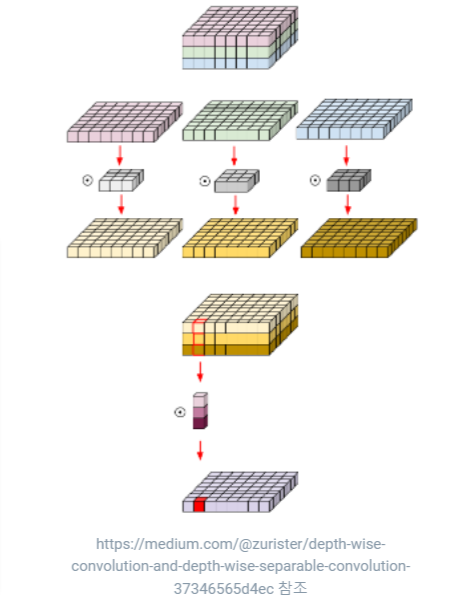 https://medium.com/@zurister/depth-wise-
convolution-and-depth-wise-separable-convolution-
37346565d4ec 참조